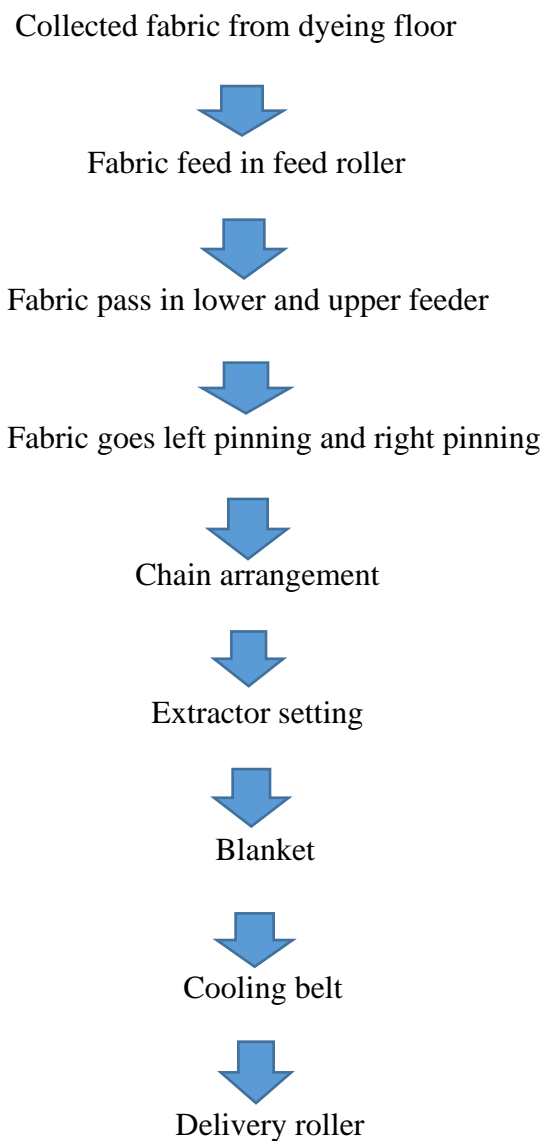 Collected fabric from dyeing floor
Fabric feed in feed roller
Fabric pass in lower and upper feeder
Fabric goes left pinning and right pinning
Chain arrangement
Extractor setting
Blanket
Cooling belt
Delivery roller